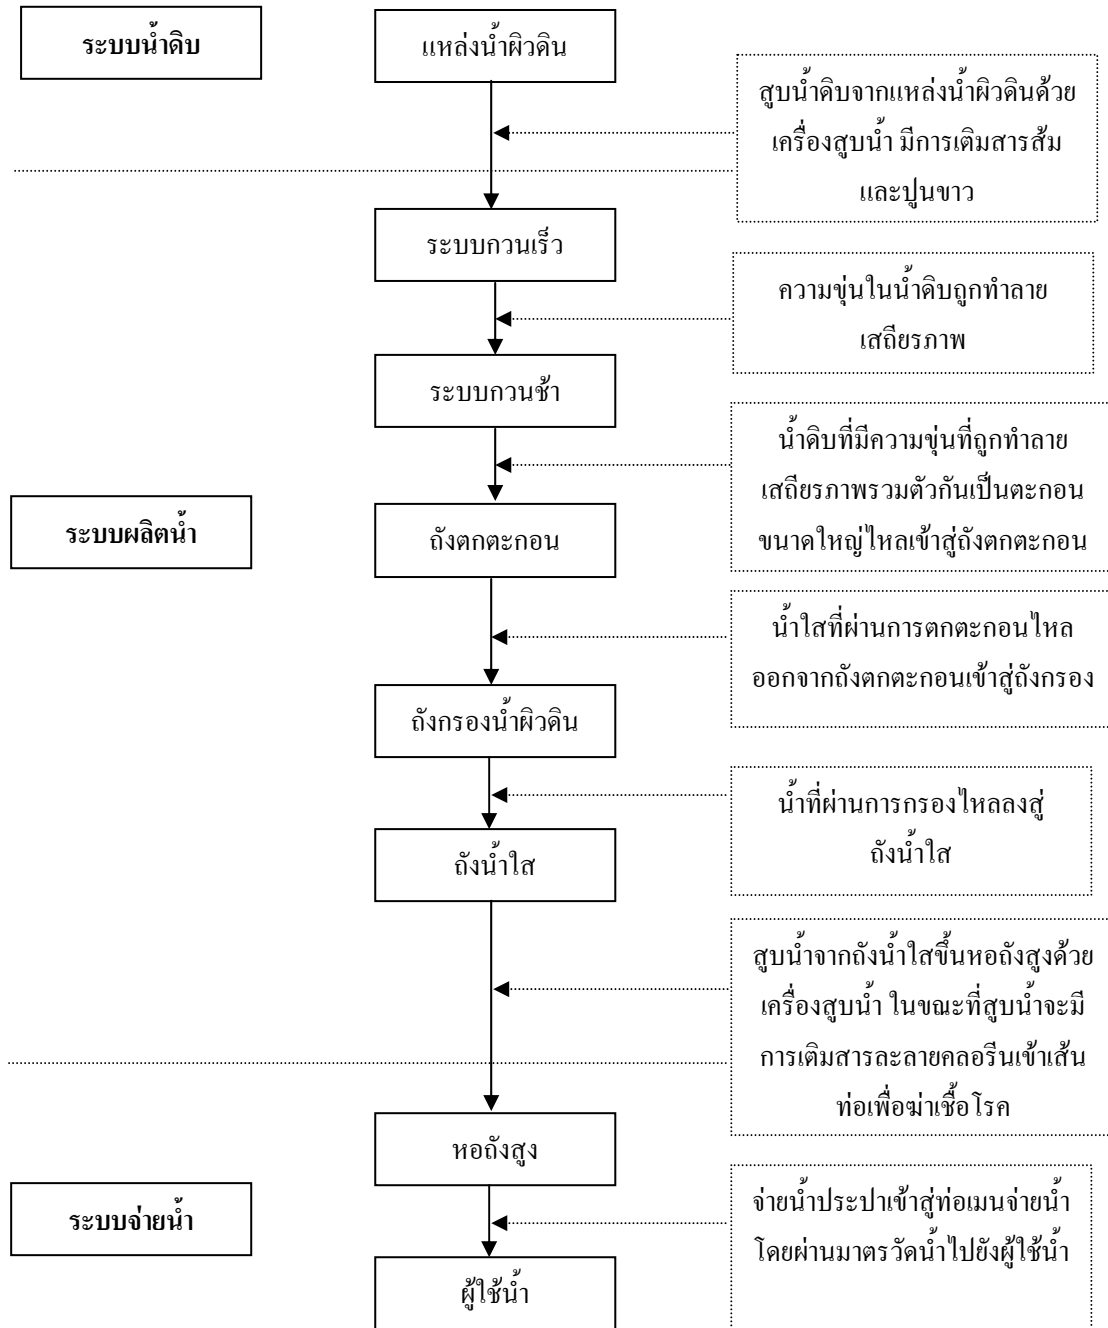 ระบบน้ำดิบ
แหล่งน้ำผิวดิน
สูบน้ำดิบจากแหล่งน้ำผิวดินด้วย
เครื่องสูบน้ำ มีการเติมสารส้ม
และปูนขาว
ระบบกวนเร็ว
ความขุ่นในน้ำดิบถูกทำลาย
เสถียรภาพ
ระบบกวนช้า
น้ำดิบที่มีความขุ่นที่ถูกทำลาย
เสถียรภาพรวมตัวกันเป็นตะกอน
ขนาดใหญ่ไหลเข้าสู่ถังตกตะกอน
ระบบผลิตน้ำ
ถังตกตะกอน
น้ำใสที่ผ่านการตกตะกอนไหล
ออกจากถังตกตะกอนเข้าสู่ถังกรอง
ถังกรองน้ำผิวดิน
น้ำที่ผ่านการกรองไหลลงสู่
ถังน้ำใส
ถังน้ำใส
สูบน้ำจากถังน้ำใสขึ้นหอถังสูงด้วย
เครื่องสูบน้ำ ในขณะที่สูบน้ำจะมี
การเติมสารละลายคลอรีนเข้าเส้น
ท่อเพื่อฆ่าเชื้อโรค
หอถังสูง
ระบบจ่ายน้ำ
จ่ายน้ำประปาเข้าสู่ท่อเมนจ่ายน้ำ
โดยผ่านมาตรวัดน้ำไปยังผู้ใช้น้ำ
ผู้ใช้น้ำ